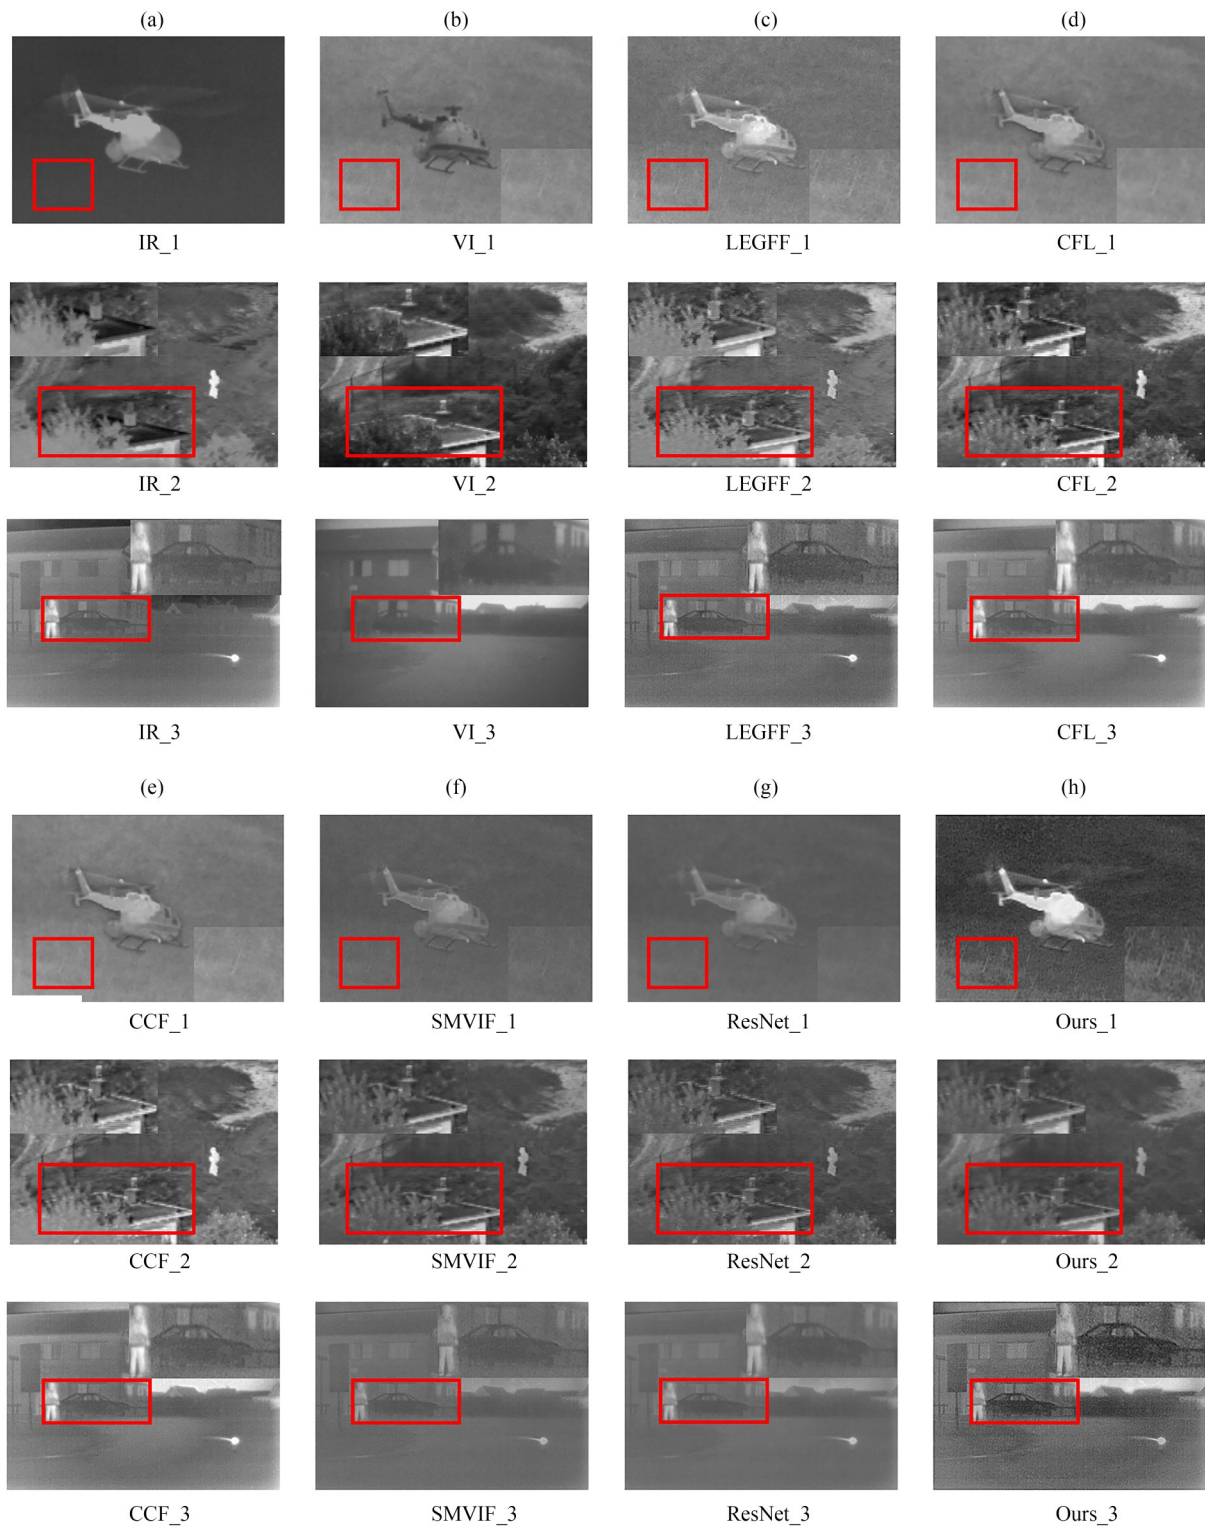 (a) (b) (c) (d)
IR_1 VI_1 LEGFF_1 CFL_1
IR_2 VI_2 LEGFF_2 CFL_2
IR_3 VI_3 LEGFF_3 CFL_3
(e) (f) (g) (h)
CCF_1 SMVIF_1 ResNet_1 Ours_1
CCF_2 SMVIF_2 ResNet_2 Ours_2
CCF_3 SMVIF_3 ResNet_3 Ours_3